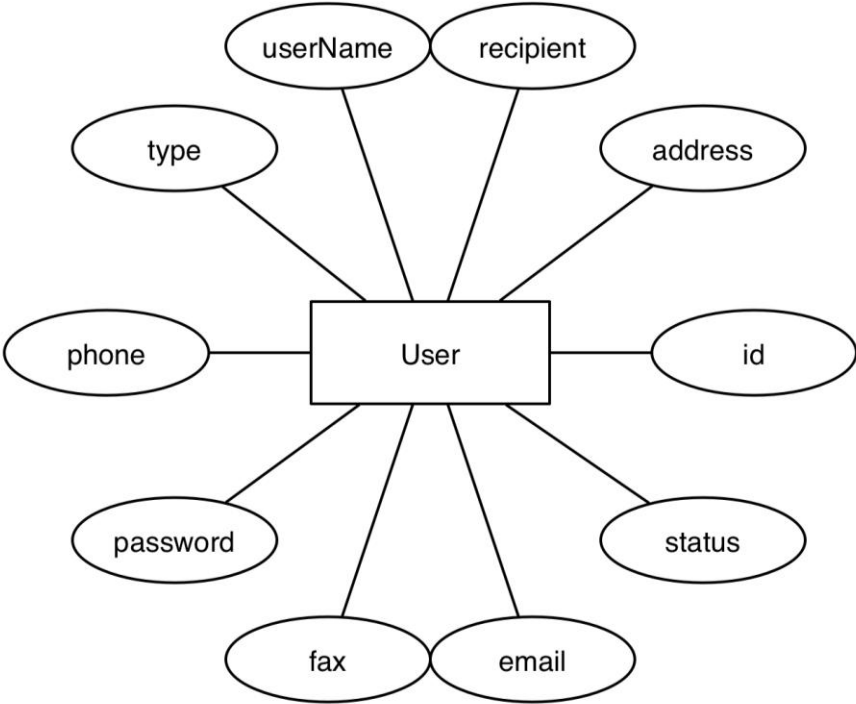 userName
recipient
type
address
phone
User
id
password
status
fax
email